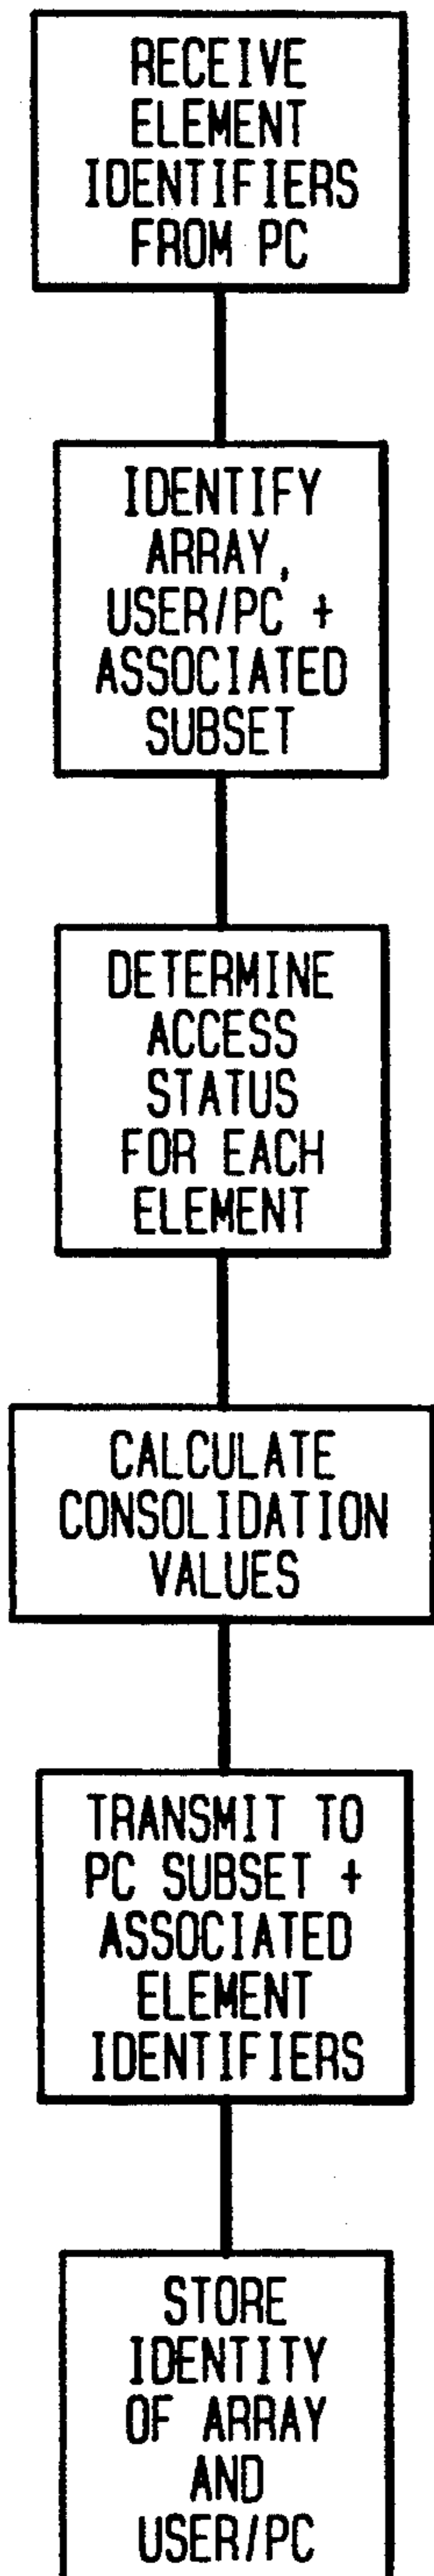 RECEIVE
ELEMENT
IDENTIFIERS
FROM PC
IDENTIFY
ARRAY,
USER/PC +
ASSOCIATED
SUBSET
DETERMINE
ACCESS
STATUS
FOR EACH
ELEMENT
CALCULATE
CONSOLIDATION
VALUES
TRANSMIT TO
PC SUBSET +
ASSOCIATED
ELEMENT
IDENTIFIERS
STORE
IDENTITY
OF ARRAY
AND
USER/PC